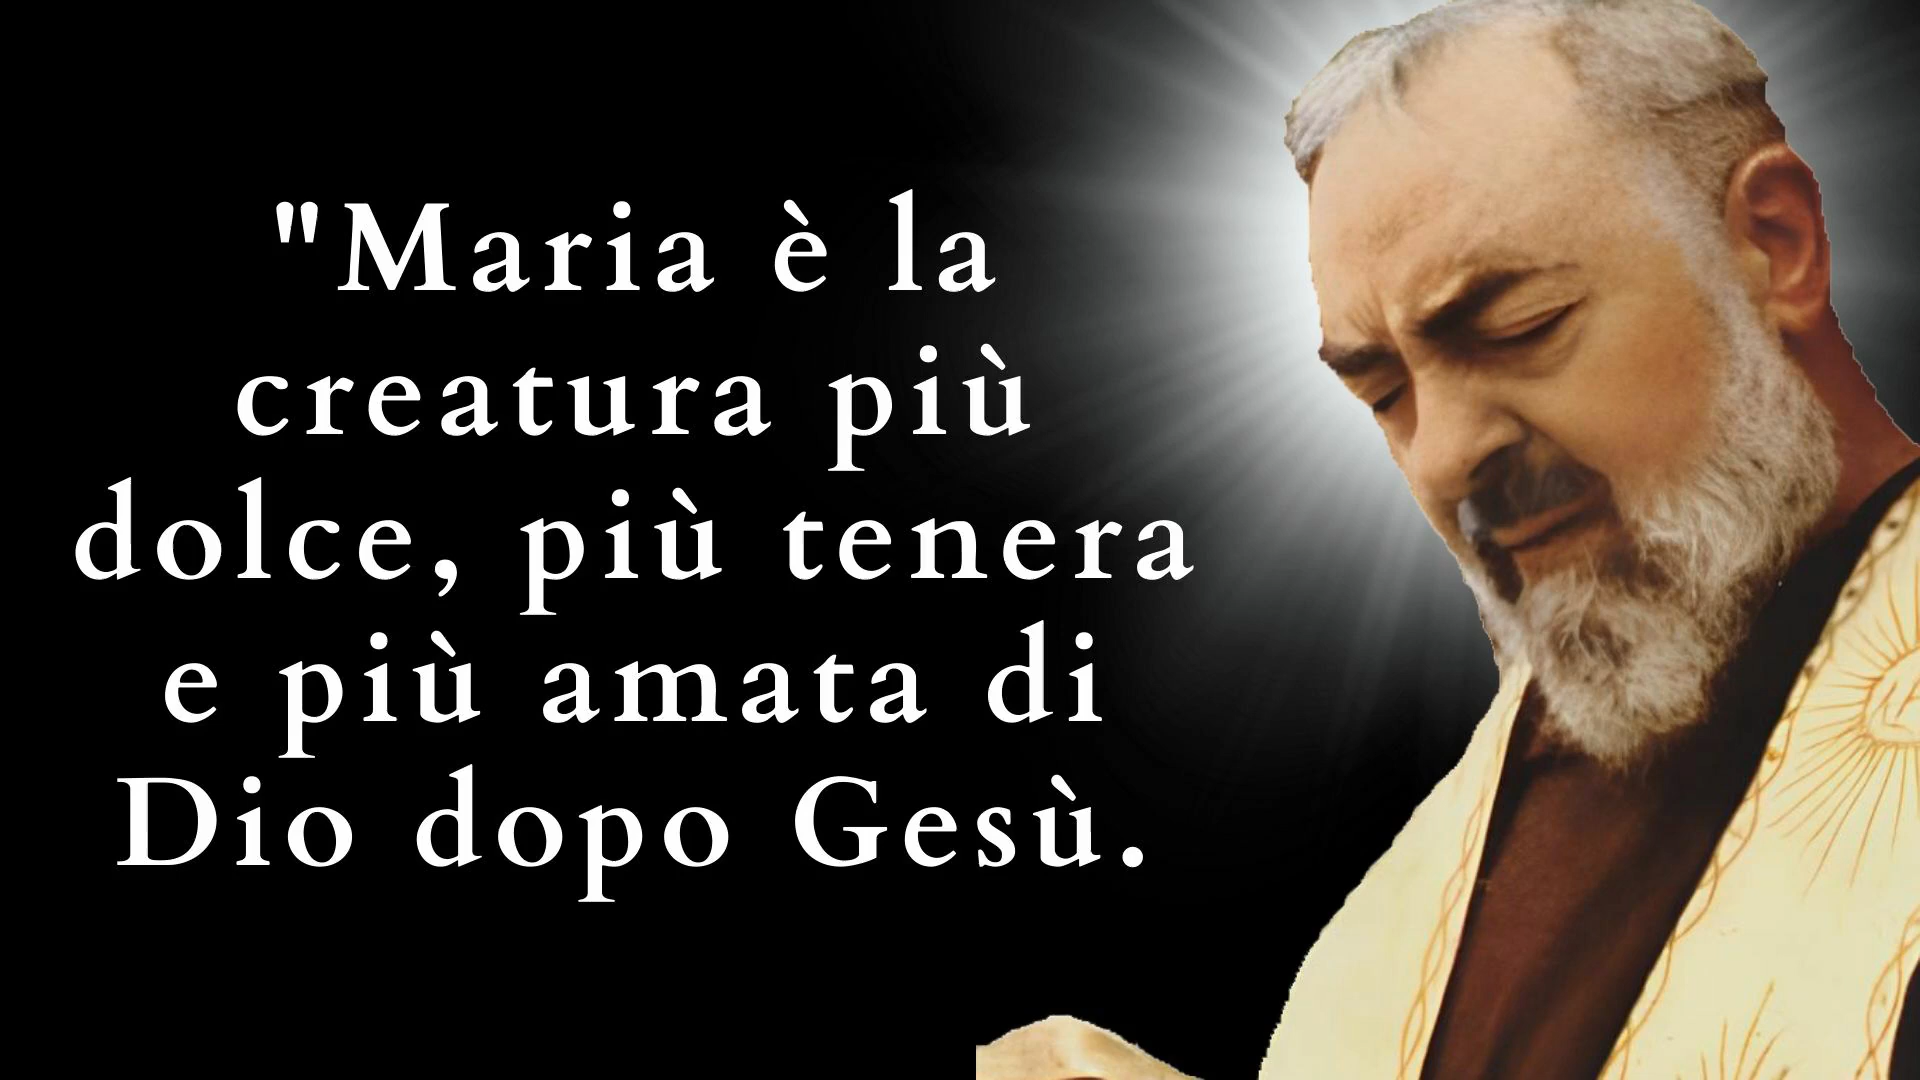 "Maria è la
creatura più
dolce, più tenera
e più amata di
Dio dopo Gesù.